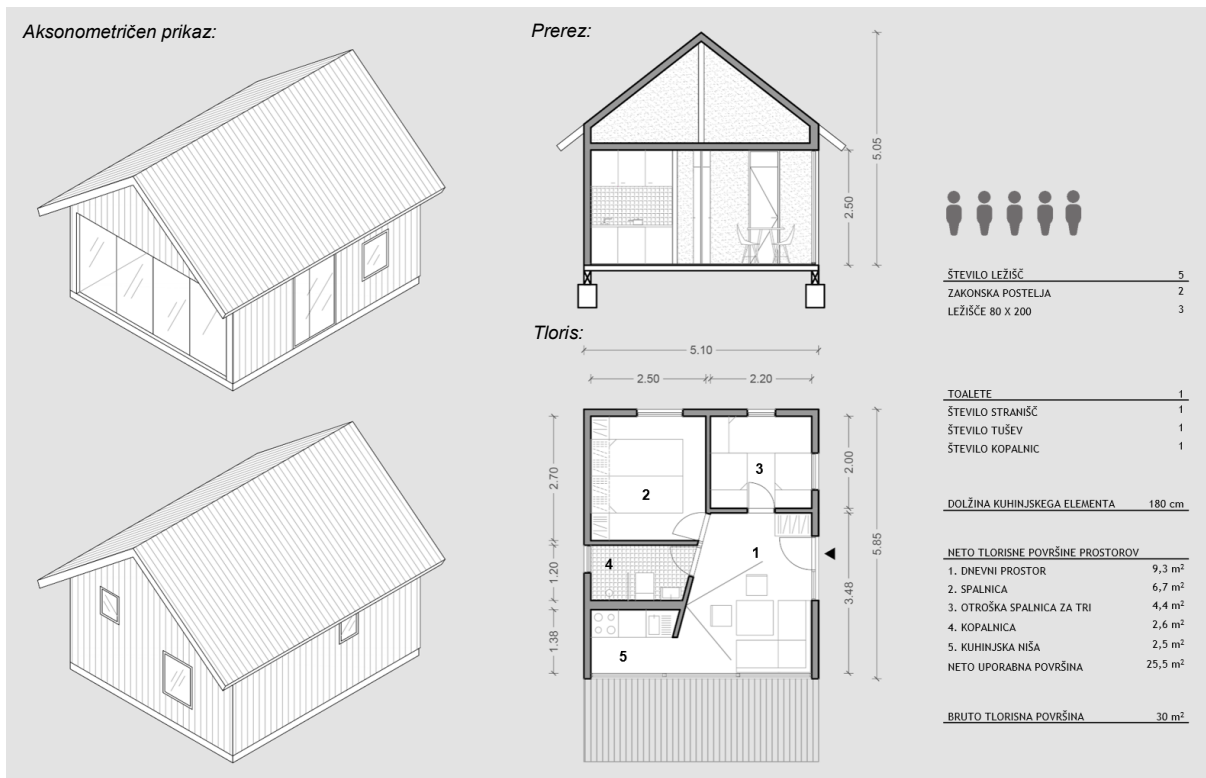 Aksonometričen prikaz:
Prerez:
5.05
2.50
Tloris:
5.10
2.50
2.20
2.70
1.20
1.38
2.00
3.48
5.85
1
2
3
4
5
ŠTEVILO LEŽIŠČ 5
ZAKONSKA POSTELJA 2
LEŽIŠČE 80 X 200 3
TOALETE 1
ŠTEVILO STRANIŠČ 1
ŠTEVILO TUŠEV 1
ŠTEVILO KOPALNIC 1
DOLŽINA KUHINJSKEGA ELEMENTA 180 cm
NETO TLORISNE POVRŠINE PROSTOROV
1. DNEVNI PROSTOR 9,3 m²
2. SPALNICA 6,7 m²
3. OTROŠKA SPALNICA ZA TRI 4,4 m²
4. KOPALNICA 2,6 m²
5. KUHINJSKA NIŠA 2,5 m²
NETO UPORABNA POVRŠINA 25,5 m²
BRUTO TLORISNA POVRŠINA 30 m²